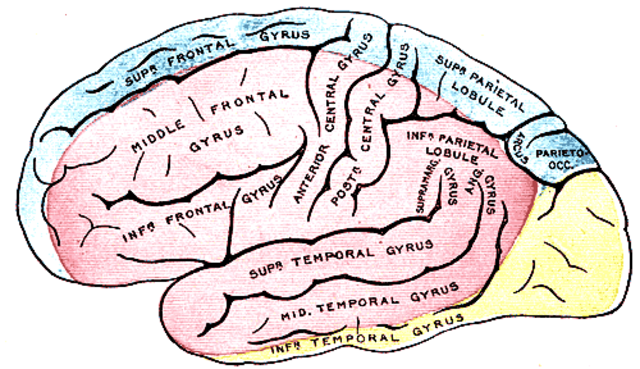 SUPR FRONTAL GYRUS
MIDDLE FRONTAL
GYRUS
INFR FRONTAL GYRUS
ANTERIOR CENTRAL GYRUS
POSTR CENTRAL GYRUS
SUPR PARIETAL
LOBULE
INFR PARIETAL
LOBULE
SUPRAMARG.
GYRUS
ANG.
GYRUS
ARCUS
PARIETO-
OCC.
SUPR TEMPORAL GYRUS
MID. TEMPORAL GYRUS
INFR TEMPORAL GYRUS